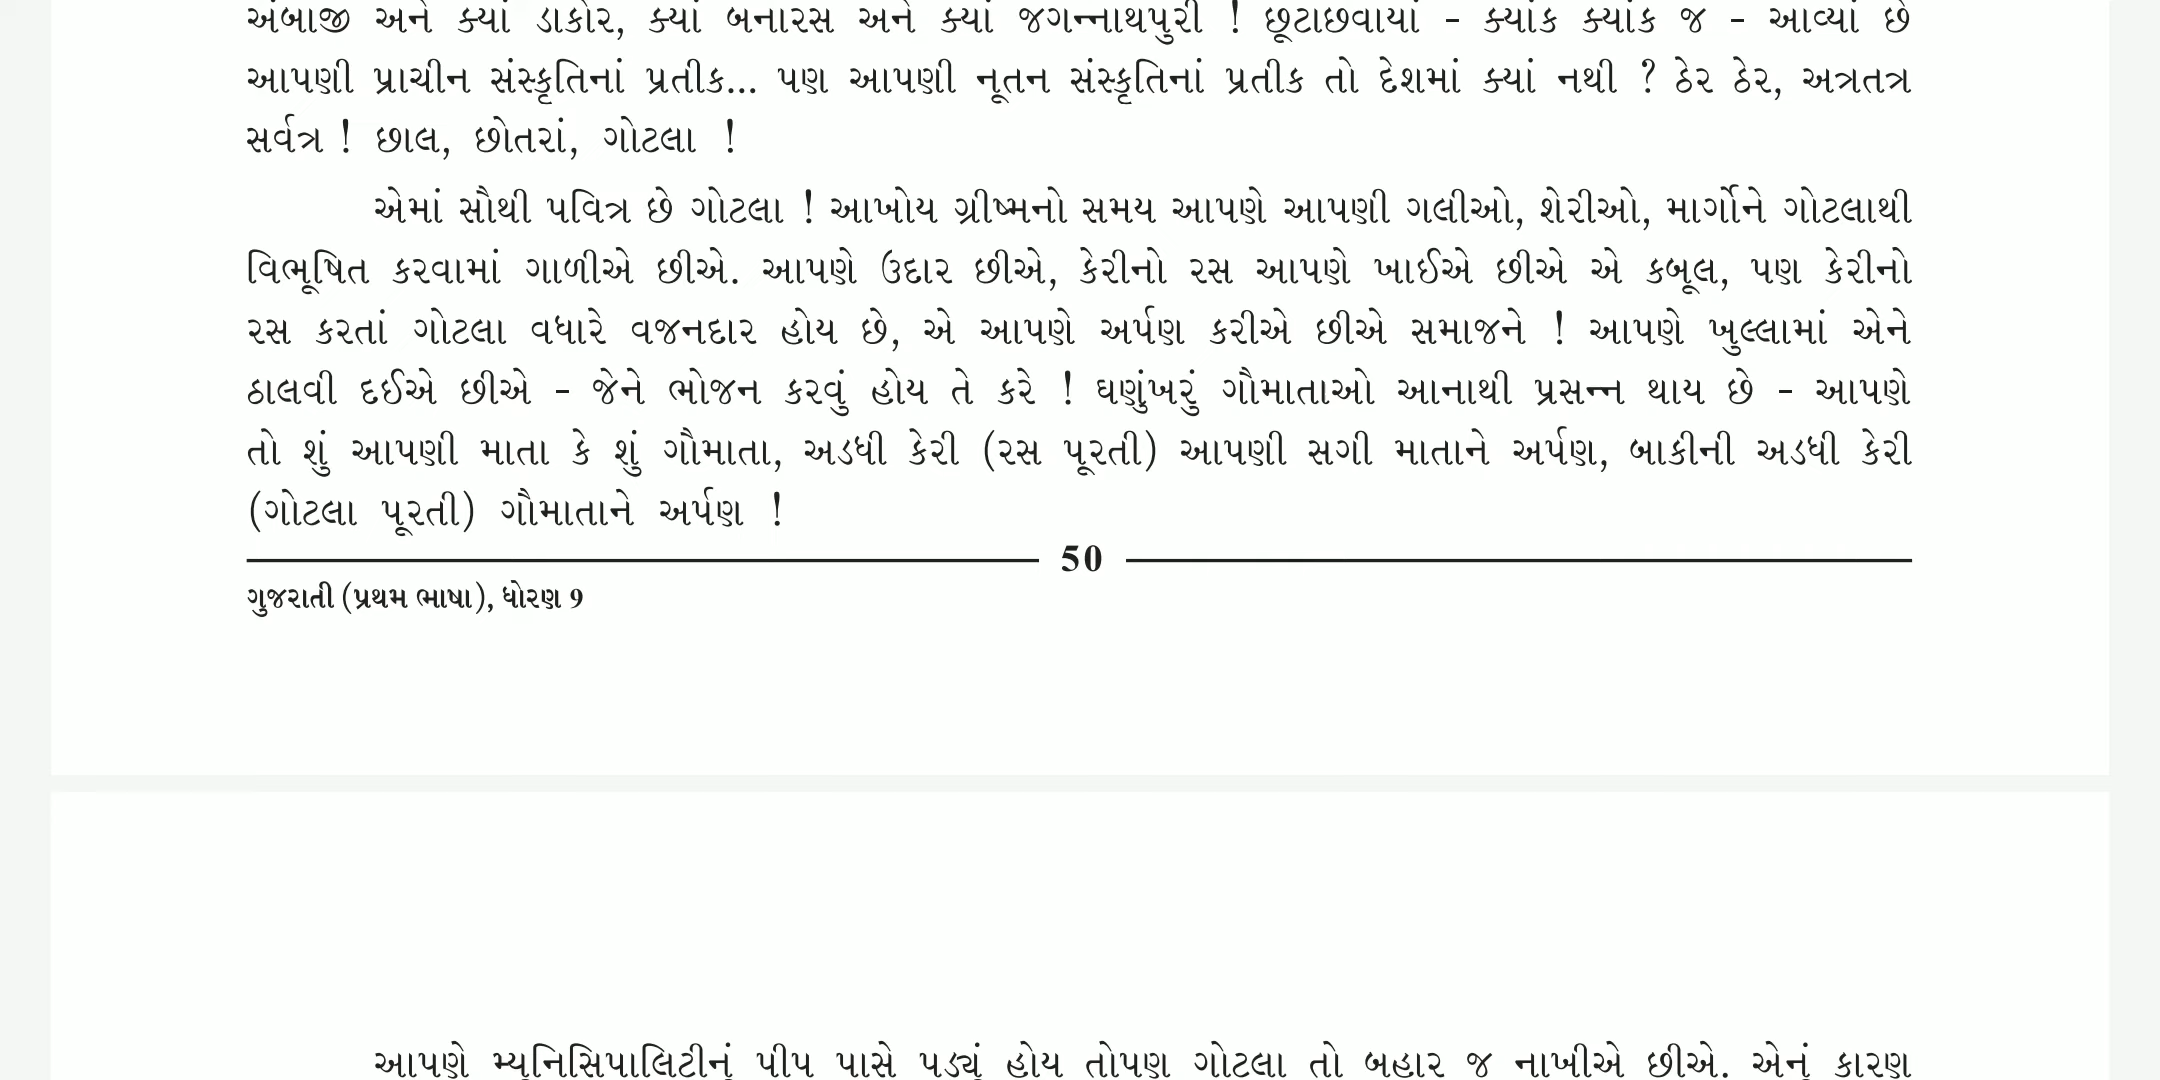 અંબાજી અને ક્યાં ડાકોર, ક્યાં બનારસ અને ક્યાં જગન્નાથપુરી ! છૂટાછવાયાં - ક્યાંક ક્યાંક જ - આવ્યાં છે
આપણી પ્રાચીન સંસ્કૃતિનાં પ્રતીક... પણ આપણી નૂતન સંસ્કૃતિનાં પ્રતીક તો દેશમાં ક્યાં નથી ? ઠેર ઠેર, અત્રતત્ર
સર્વત્ર ! છાલ, છોતરાં, ગોટલા !
એમાં સૌથી પવિત્ર છે ગોટલા ! આખોય ગ્રીષ્મનો સમય આપણે આપણી ગલીઓ, શેરીઓ, માર્ગોને ગોટલાથી
વિભૂષિત કરવામાં ગાળીએ છીએ. આપણે ઉદાર છીએ, કેરીનો રસ આપણે ખાઈએ છીએ એ કબૂલ, પણ કેરીનો
રસ કરતાં ગોટલા વધારે વજનદાર હોય છે, એ આપણે અર્પણ કરીએ છીએ સમાજને ! આપણે ખુલ્લામાં એને
ઠાલવી દઈએ છીએ - જેને ભોજન કરવું હોય તે કરે ! ઘણુંખરું ગૌમાતાઓ આનાથી પ્રસન્ન થાય છે - આપણે
તો શું આપણી માતા કે શું ગૌમાતા, અડધી કેરી (રસ પૂરતી) આપણી સગી માતાને અર્પણ, બાકીની અડધી કેરી
(ગોટલા પૂરતી) ગૌમાતાને અર્પણ !
50
ગુજરાતી (પ્રથમ ભાષા), ધોરણ 9
આપણે મ્યુનિસિપાલિટીનું પીપ પાસે પડ્યું હોય તોપણ ગોટલા તો બહાર જ નાખીએ છીએ. એનું કારણ